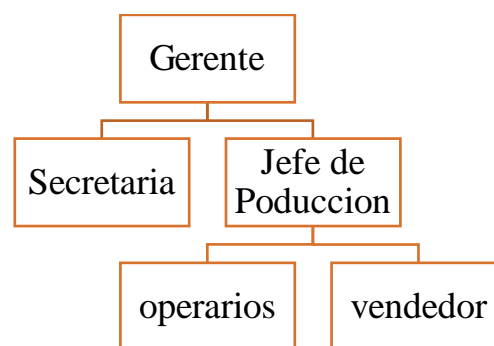 Gerente
Secretaria
Jefe de
Poduccion
operarios
vendedor